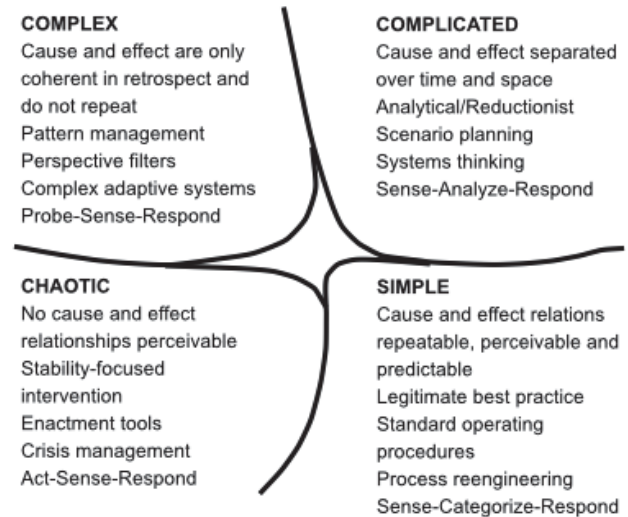 COMPLEX
Cause and effect are only
coherent in retrospect and
do not repeat
Pattern management
Perspective filters
Complex adaptive systems
Probe-Sense-Respond
COMPLICATED
Cause and effect separated
over time and space
Analytical/Reductionist
Scenario planning
Systems thinking
Sense-Analyze-Respond
CHAOTIC
No cause and effect
relationships perceivable
Stability-focused
intervention
Enactment tools
Crisis management
Act-Sense-Respond
SIMPLE
Cause and effect relations
repeatable, perceivable and
predictable
Legitimate best practice
Standard operating
procedures
Process reengineering
Sense-Categorize-Respond